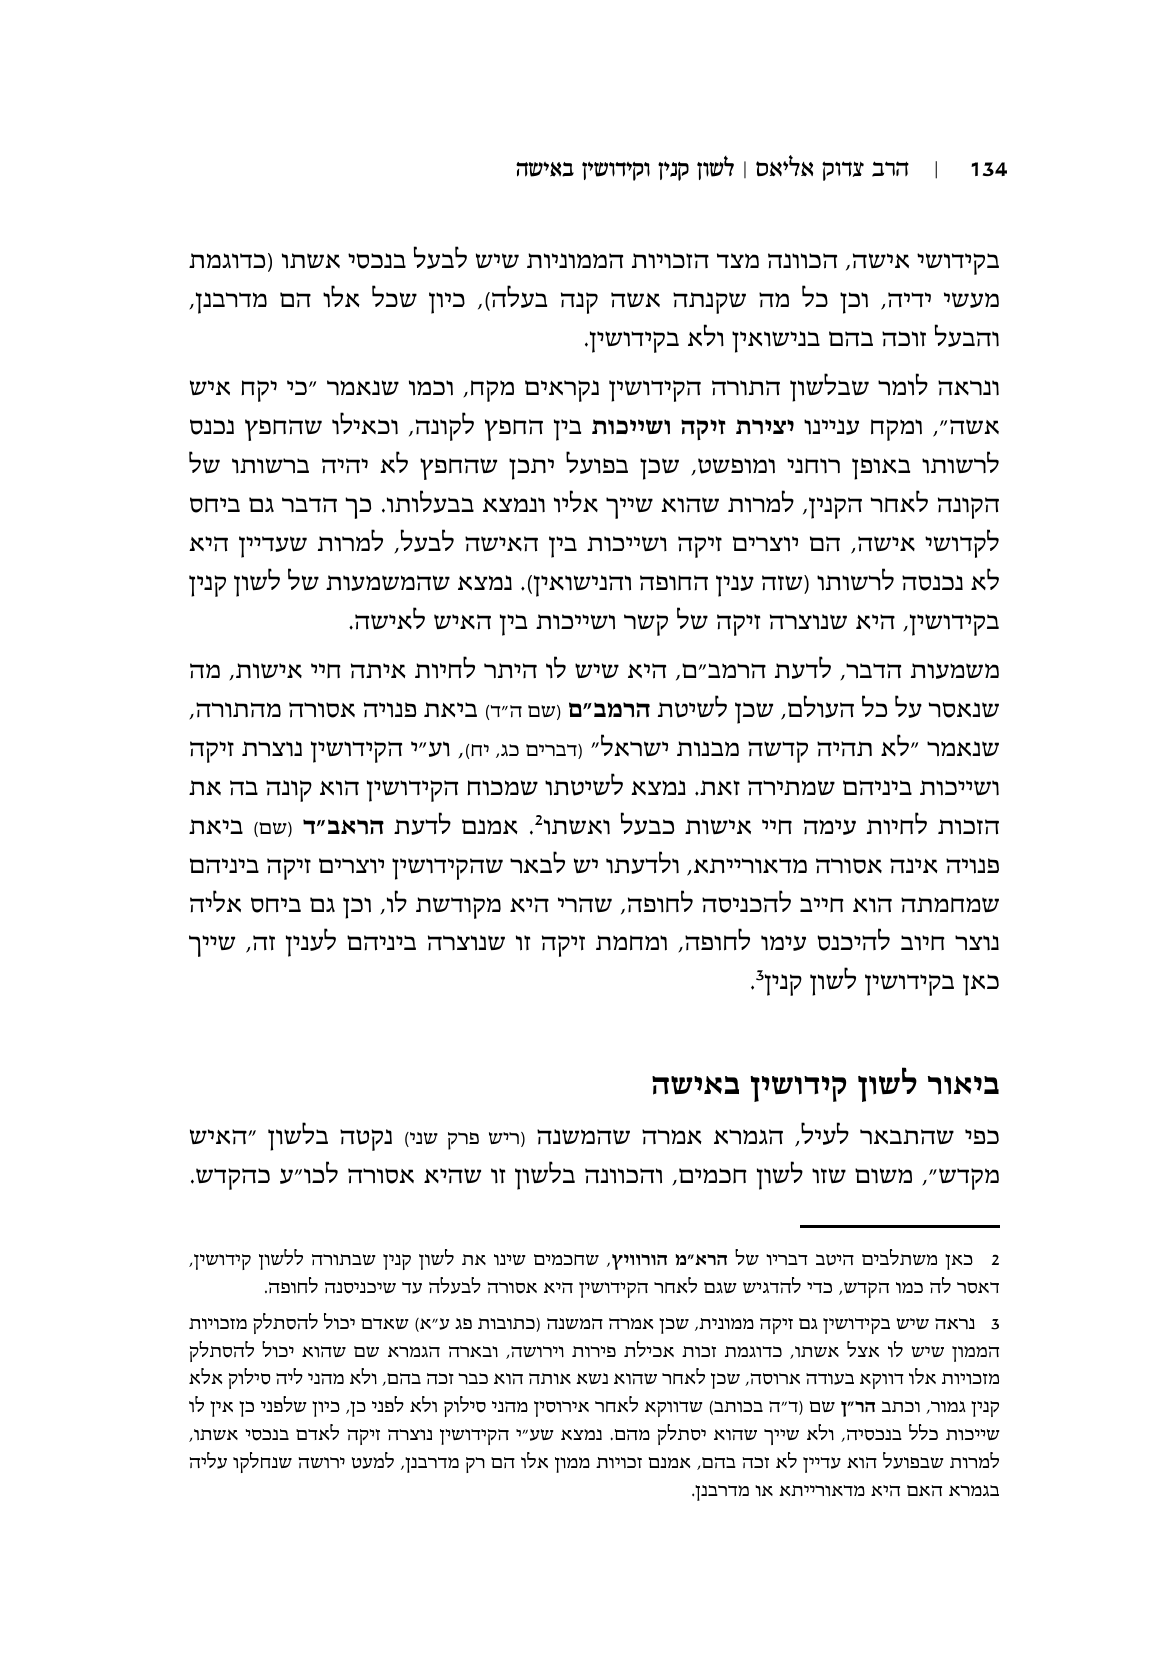 134 | הרב צדוק אליאס | לשון קנין וקידושין באישה
בקידושי אישה, הכוונה מצד הזכויות הממוניות שיש לבעל בנכסי אשתו (כדוגמת
מעשי ידיה, וכן כל מה שקנתה אשה קנה בעלה), כיון שכל אלו הם מדרבנן,
והבעל זוכה בהם בנישואין ולא בקידושין.
ונראה לומר שבלשון התורה הקידושין נקראים מקח, וכמו שנאמר ״כי יקח איש
אשה״, ומקח עניינו יצירת זיקה ושייכות בין החפץ לקונה, וכאילו שהחפץ נכנס
לרשותו באופן רוחני ומופשט, שכן בפועל יתכן שהחפץ לא יהיה ברשותו של
הקונה לאחר הקנין, למרות שהוא שייך אליו ונמצא בבעלותו. כך הדבר גם ביחס
לקדושי אישה, הם יוצרים זיקה ושייכות בין האישה לבעל, למרות שעדיין היא
לא נכנסה לרשותו (שזה ענין החופה והנישואין). נמצא שהמשמעות של לשון קנין
בקידושין, היא שנוצרה זיקה של קשר ושייכות בין האיש לאישה.
משמעות הדבר, לדעת הרמב״ם, היא שיש לו היתר לחיות איתה חיי אישות, מה
שנאסר על כל העולם, שכן לשיטת הרמב״ם (שם ה״ד) ביאת פנויה אסורה מהתורה,
שנאמר ״לא תהיה קדשה מבנות ישראל״ (דברים כג, יח), וע״י הקידושין נוצרת זיקה
ושייכות ביניהם שמתירה זאת. נמצא לשיטתו שמכוח הקידושין הוא קונה בה את
הזכות לחיות עימה חיי אישות כבעל ואשתו2. אמנם לדעת הראב״ד (שם) ביאת
פנויה אינה אסורה מדאורייתא, ולדעתו יש לבאר שהקידושין יוצרים זיקה ביניהם
שמחמתה הוא חייב להכניסה לחופה, שהרי היא מקודשת לו, וכן גם ביחס אליה
נוצר חיוב להיכנס עימו לחופה, ומחמת זיקה זו שנוצרה ביניהם לענין זה, שייך
כאן בקידושין לשון קנין3.
ביאור לשון קידושין באישה
כפי שהתבאר לעיל, הגמרא אמרה שהמשנה (ריש פרק שני) נקטה בלשון ״האיש
מקדש״, משום שזו לשון חכמים, והכוונה בלשון זו שהיא אסורה לכו״ע כהקדש.
2 כאן משתלבים היטב דבריו של הרא״מ הורוויץ, שחכמים שינו את לשון קנין שבתורה ללשון קידושין,
דאסר לה כמו הקדש, כדי להדגיש שגם לאחר הקידושין היא אסורה לבעלה עד שיכניסנה לחופה.
3 נראה שיש בקידושין גם זיקה ממונית, שכן אמרה המשנה (כתובות פג ע״א) שאדם יכול להסתלק מזכויות
הממון שיש לו אצל אשתו, כדוגמת זכות אכילת פירות וירושה, ובארה הגמרא שם שהוא יכול להסתלק
מזכויות אלו דווקא בעודה ארוסה, שכן לאחר שהוא נשא אותה הוא כבר זכה בהם, ולא מהני ליה סילוק אלא
קנין גמור, וכתב הר״ן שם (ד״ה בכותב) שדווקא לאחר אירוסין מהני סילוק ולא לפני כן, כיון שלפני כן אין לו
שייכות כלל בנכסיה, ולא שייך שהוא יסתלק מהם. נמצא שע״י הקידושין נוצרה זיקה לאדם בנכסי אשתו,
למרות שבפועל הוא עדיין לא זכה בהם, אמנם זכויות ממון אלו הם רק מדרבנן, למעט ירושה שנחלקו עליה
בגמרא האם היא מדאורייתא או מדרבנן.